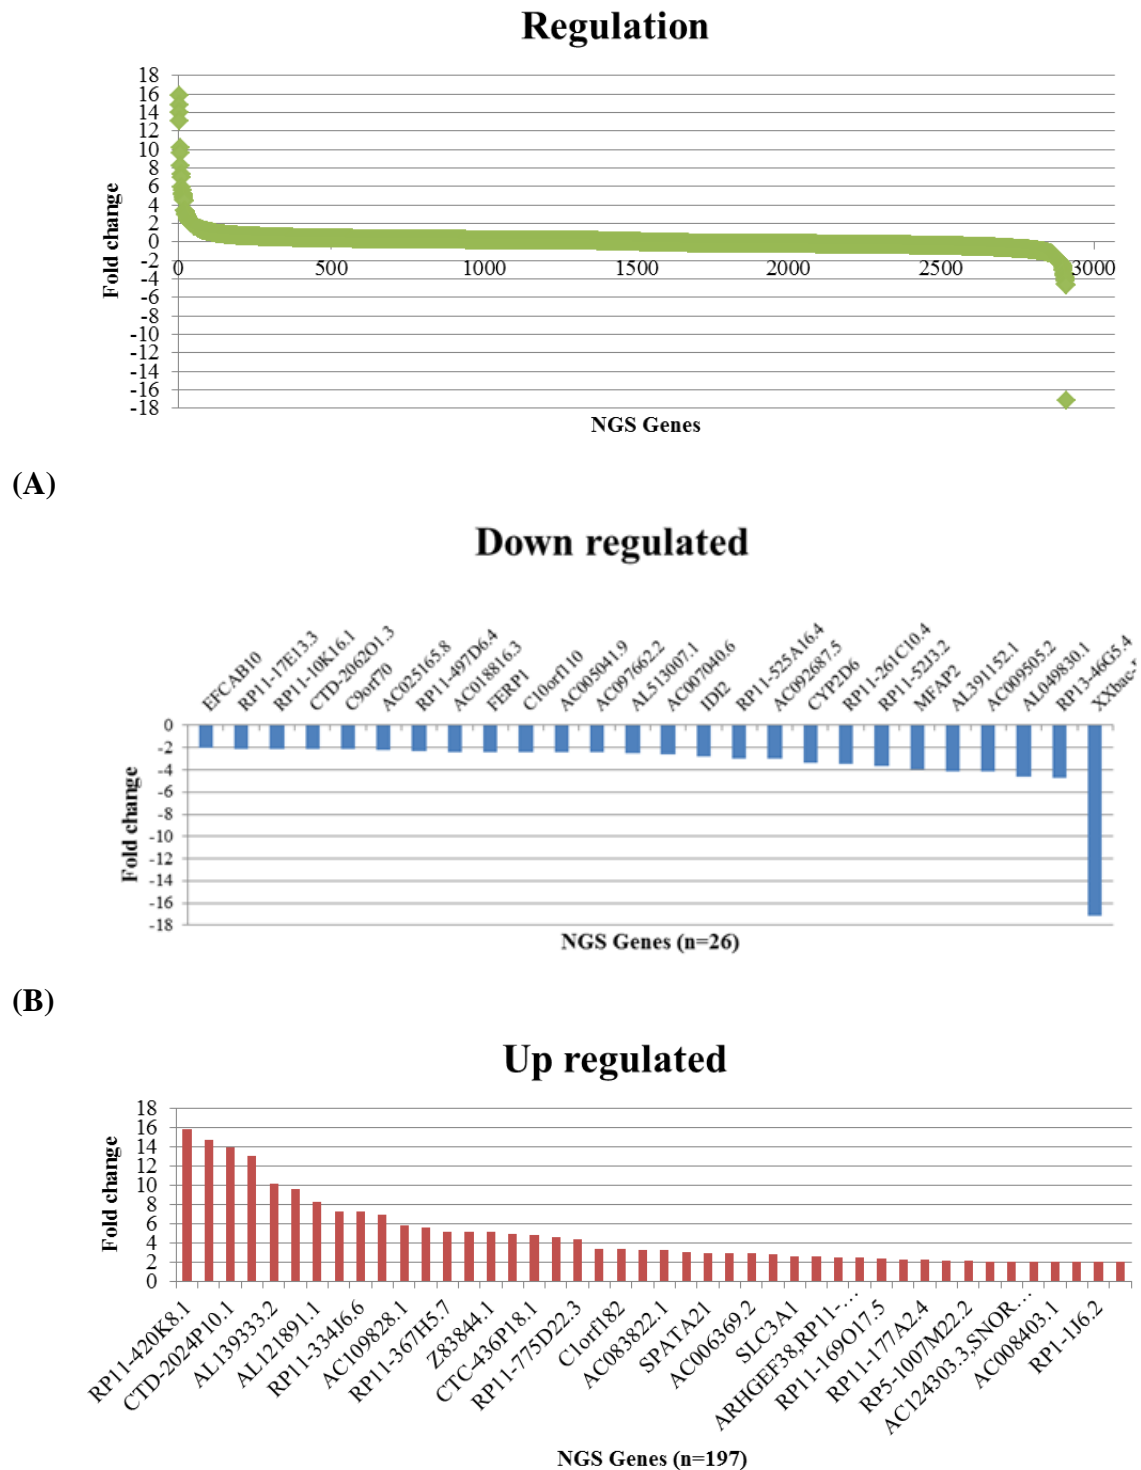 Regulation
18
16
14
12
10
8
6
4
2
0
-2
-4
-6
-8
-10
-12
-14
-16
-18
Fold change
0 500 1000 1500 2000 2500 3000
NGS Genes
(A)
Down regulated
EFCAB10
RP11-17E13.3
RP11-10K16.1
CTD-2062O1.3
C9orf70
AC025165.8
RP11-497D6.4
AC018816.3
FERP1
C10orf110
AC005041.9
AC097662.2
AL513007.1
AC007040.6
IDI2
RP11-525A16.4
AC092687.5
CYP2D6
RP11-261C10.4
RP11-52J3.2
MFAP2
AL391152.1
AC009505.2
AL049830.1
RP13-46G5.4
0
-2
-4
-6
-8
-10
-12
-14
-16
-18
Fold change
NGS Genes (n=26)
(B)
Up regulated
18
16
14
12
10
8
6
4
2
0
Fold change
RP11-420K8.1
CTD-2024P10.1
AL139333.2
AL121891.1
RP11-334J6.6
AC109828.1
RP11-367H5.7
Z83844.1
CTC-436P18.1
RP11-775D22.3
C1orf182
AC083822.1
SPATA21
AC006369.2
SLC3A1
ARHGEF38,RP11-…
RP11-169O17.5
RP11-177A2.4
RP5-1007M22.2
AC124303.3,SNOR…
AC008403.1
RP1-1J6.2
NGS Genes (n=197)